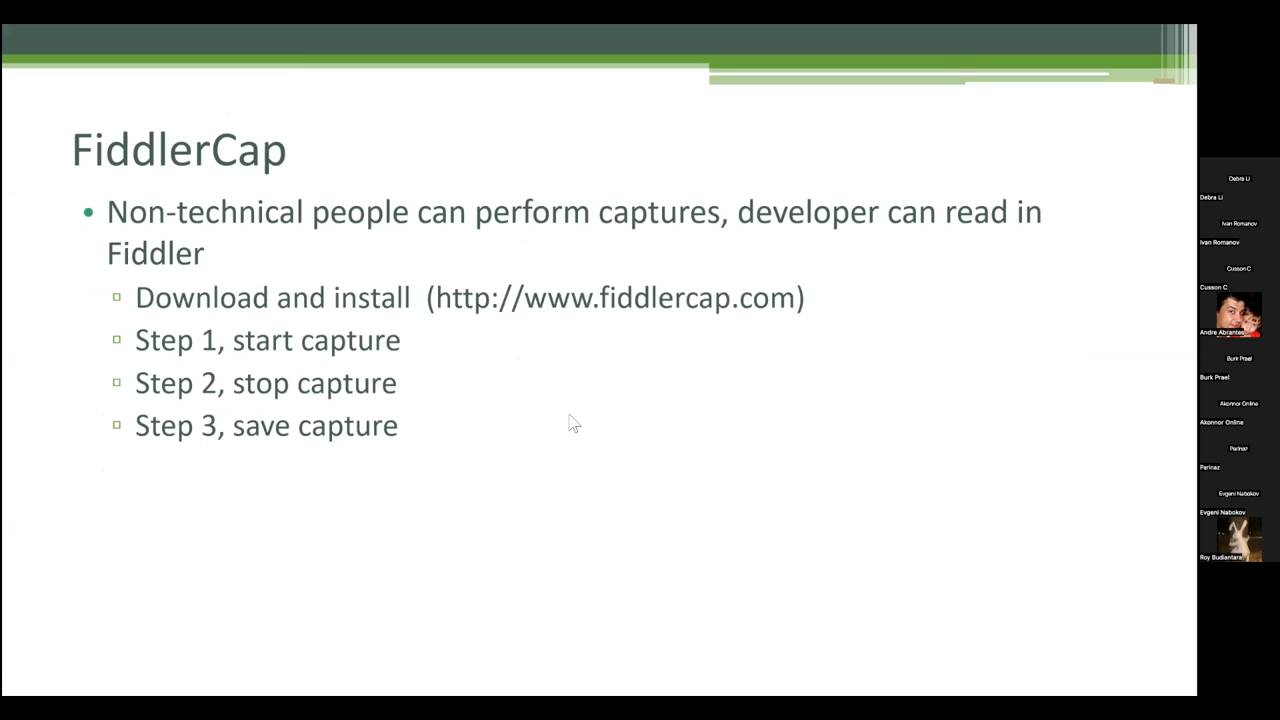 FiddlerCap
Non-technical people can perform captures, developer can read in
Fiddler
Download and install (http://www.fiddlercap.com)
Step 1, start capture
Step 2, stop capture
Step 3, save capture
Debra Li
Debra Li
Ivan Romanov
Ivan Romanov
Cusson C
Cusson C
Andre Abrantes
Burk Prael
Burk Prael
Akonnor Online
Akonnor Online
Parinaz
Parinaz
Evgeni Nabokov
Evgeni Nabokov
Roy Budiantara